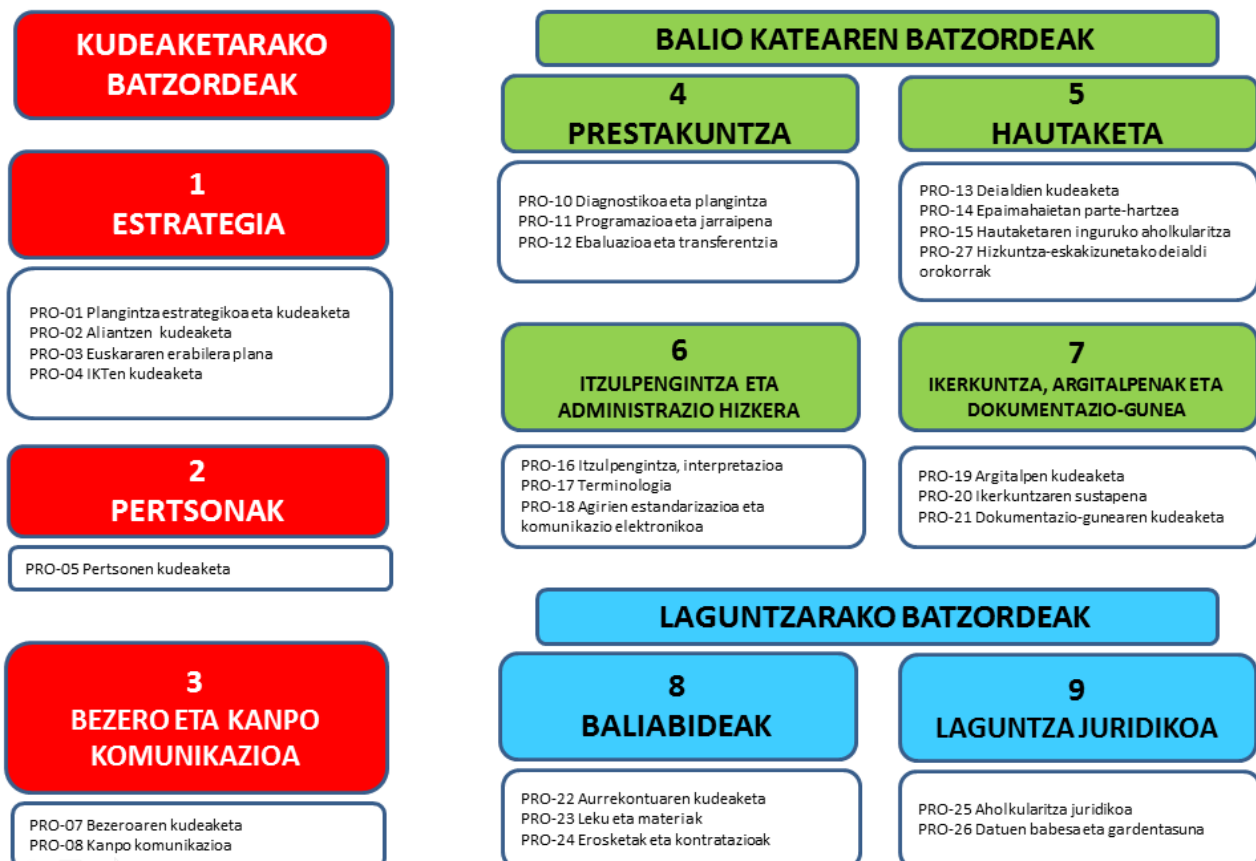 KUDEAKETARAKO
BATZORDEAK
1
ESTRATEGIA
PRO-01 Plangintza estrategikoa eta kudeaketa
PRO-02 Aliantzen kudeaketa
PRO-03 Euskararen erabilera plana
PRO-04 IKTen kudeaketa
2
PERTSONAK
PRO-05 Pertsonen kudeaketa
3
BEZERO ETA KANPO
KOMUNIKAZIOA
PRO-07 Bezeroaren kudeaketa
PRO-08 Kanpo komunikazioa
BALIO KATEAREN BATZORDEAK
4
PRESTAKUNTZA
PRO-10 Diagnostikoa eta plangintza
PRO-11 Programazioa eta jarraipena
PRO-12 Ebaluazioa eta transferentzia
5
HAUTAKETA
PRO-13 Deialdien kudeaketa
PRO-14 Epaimahaietan parte-hartzea
PRO-15 Hautaketaren inguruko aholkularitza
PRO-27 Hizkuntza-eskakizunetako deialdi
orokorrak
6
ITZULPENGINTZA ETA
ADMINISTRAZIO HIZKERA
PRO-16 Itzulpengintza, interpretazioa
PRO-17 Terminologia
PRO-18 Agirien estandarizazioa eta
komunikazio elektronikoa
7
IKERKUNTZA, ARGITALPENAK ETA
DOKUMENTAZIO-GUNEA
PRO-19 Argitalpen kudeaketa
PRO-20 Ikerkuntzaren sustapena
PRO-21 Dokumentazio-gunearen kudeaketa
LAGUNTZARAKO BATZORDEAK
8
BALIABIDEAK
PRO-22 Aurrekontuaren kudeaketa
PRO-23 Leku eta materiak
PRO-24 Erosketak eta kontratazioak
9
LAGUNTZA JURIDIKOA
PRO-25 Aholkularitza juridikoa
PRO-26 Datuen babesa eta gardentasuna